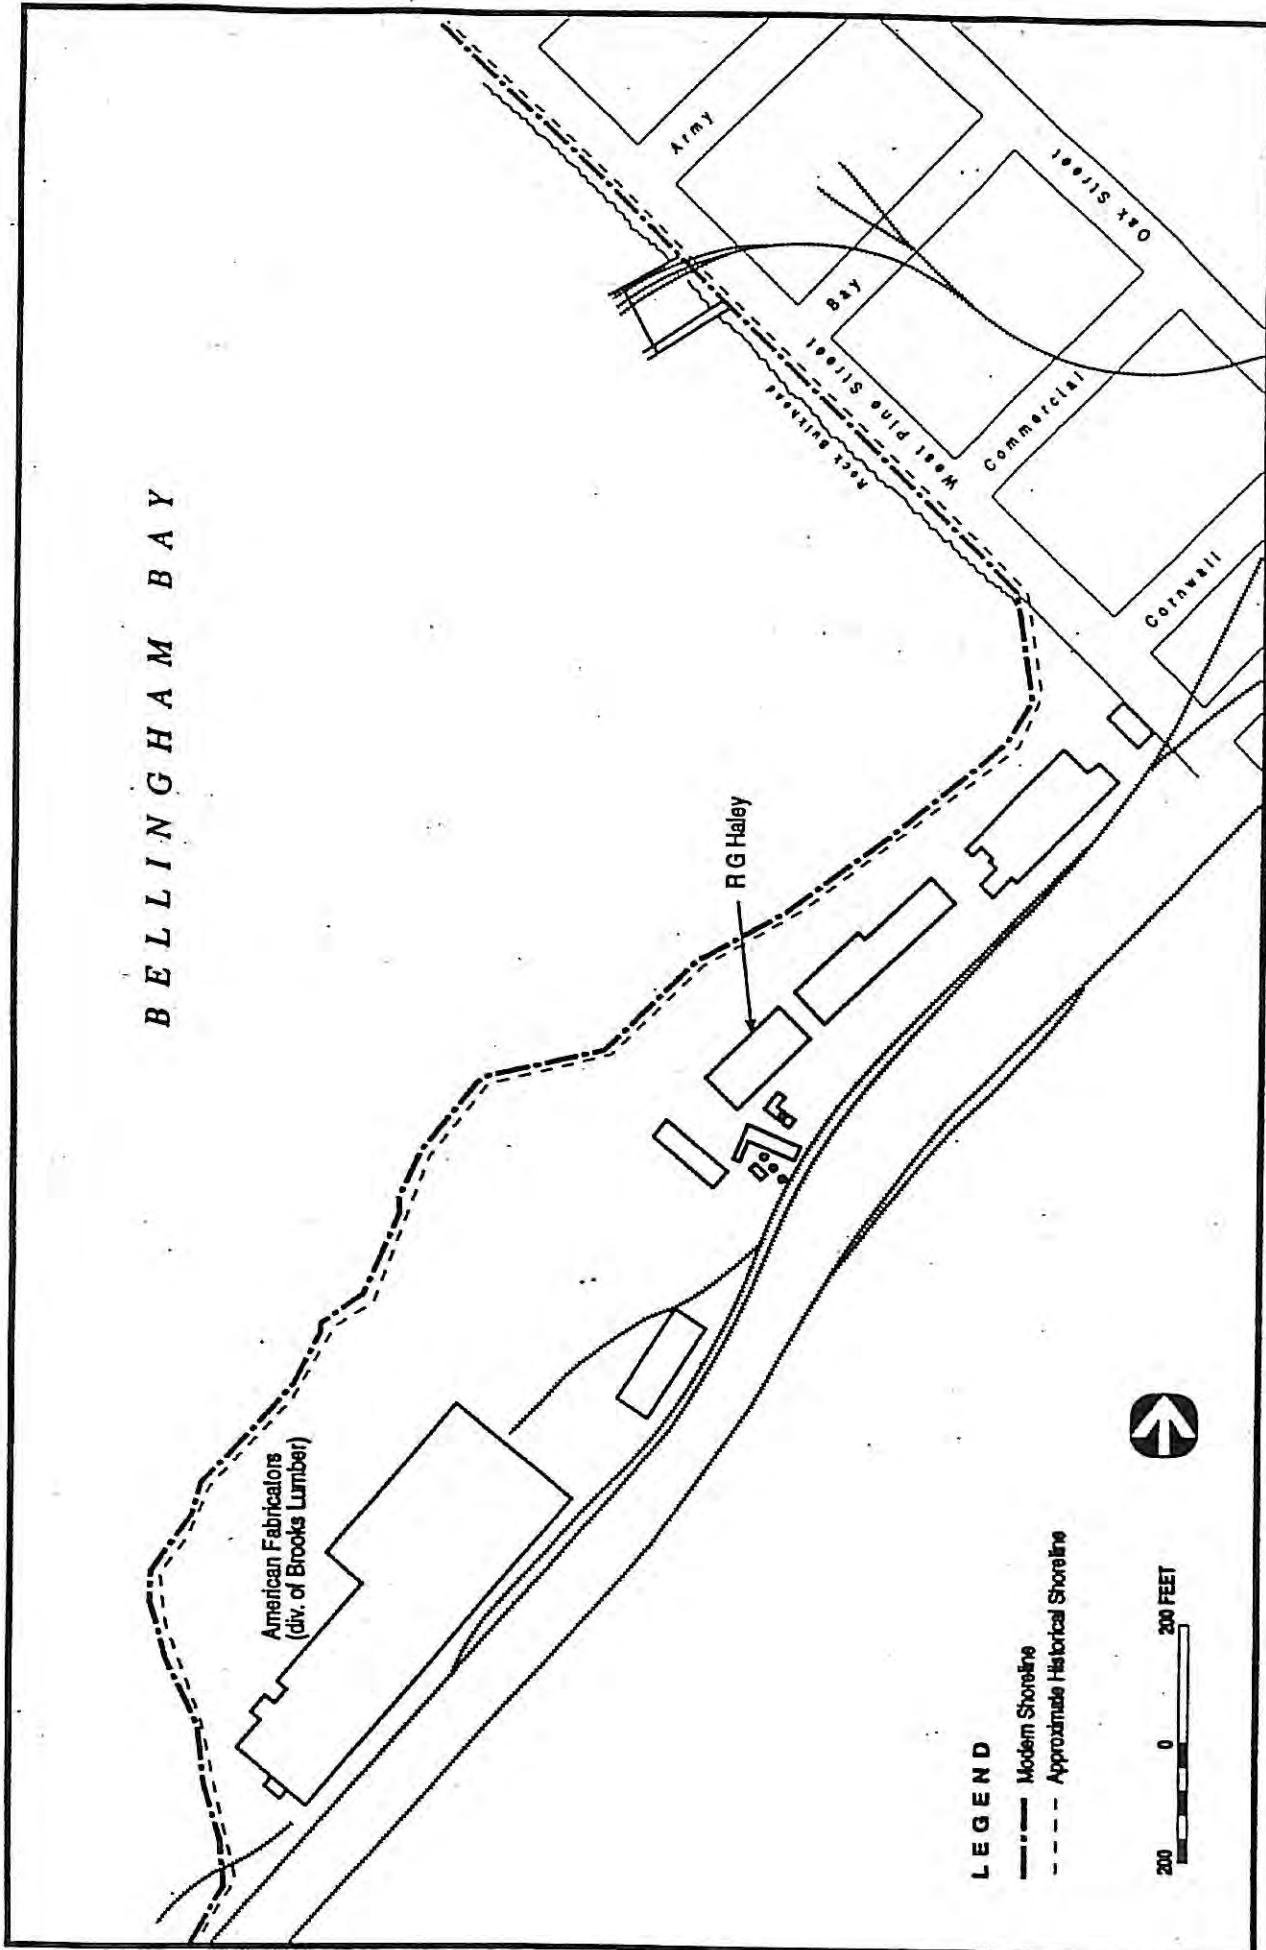 BELLINGHAM BAY
Army
Bay
Commercial
Cornwall
Oak Street
West Pine Street
Rock Bulkhead
R G Haley
American Fabricators
(div. of Brooks Lumber)
LEGEND
Modern Shoreline
Approximate Historical Shoreline
200 0 200 FEET